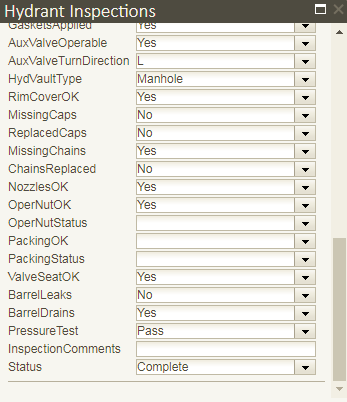 Hydrant Inspections
GasketsApplied Yes
AuxValveOperable Yes
AuxValveTurnDirection L
HydVaultType Manhole
RimCoverOK Yes
MissingCaps No
ReplacedCaps No
MissingChains Yes
ChainsReplaced No
NozzlesOK Yes
OperNutOK Yes
OperNutStatus
PackingOK
PackingStatus
ValveSeatOK Yes
BarrelLeaks No
BarrelDrains Yes
PressureTest Pass
InspectionComments
Status Complete